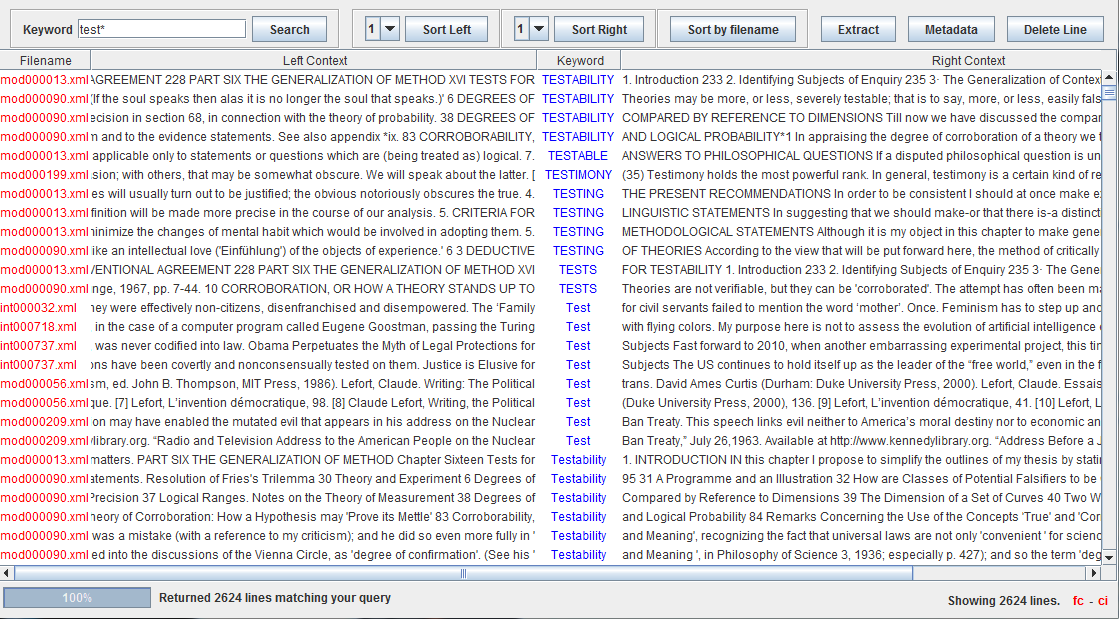 Keyword test* Search 1 Sort Left 1 Sort Right Sort by filename Extract Metadata Delete Line
Filename Left Context Keyword Right Context
mod000013.xml AGREEMENT 228 PART SIX THE GENERALIZATION OF METHOD XVI TESTS FOR TESTABILITY 1. Introduction 233 2. Identifying Subjects of Enquiry 235 3· The Generalization of Contex
mod000090.xml (If the soul speaks then alas it is no longer the soul that speaks.)' 6 DEGREES OF TESTABILITY Theories may be more, or less, severely testable; that is to say, more, or less, easily fals
mod000090.xml ecision in section 68, in connection with the theory of probability. 38 DEGREES OF TESTABILITY COMPARED BY REFERENCE TO DIMENSIONS Till now we have discussed the compar
mod000090.xml n and to the evidence statements. See also appendix *ix. 83 CORROBORABILITY, TESTABILITY AND LOGICAL PROBABILITY*1 In appraising the degree of corroboration of a theory we t
mod000013.xml applicable only to statements or questions which are (being treated as) logical. 7. TESTABLE ANSWERS TO PHILOSOPHICAL QUESTIONS If a disputed philosophical question is un
mod000199.xml sion; with others, that may be somewhat obscure. We will speak about the latter. [ TESTIMONY (35) Testimony holds the most powerful rank. In general, testimony is a certain kind of re
mod000013.xml es will usually turn out to be justified; the obvious notoriously obscures the true. 4. TESTING THE PRESENT RECOMMENDATIONS In order to be consistent I should at once make e
mod000013.xml finition will be made more precise in the course of our analysis. 5. CRITERIA FOR TESTING LINGUISTIC STATEMENTS In suggesting that we should make-or that there is-a distinct
mod000013.xml inimize the changes of mental habit which would be involved in adopting them. 5. TESTING METHODOLOGICAL STATEMENTS Although it is my object in this chapter to make gene
mod000090.xml ike an intellectual love ('Einfühlung') of the objects of experience.' 6 3 DEDUCTIVE TESTING OF THEORIES According to the view that will be put forward here, the method of critically
mod000013.xml VENTIONAL AGREEMENT 228 PART SIX THE GENERALIZATION OF METHOD XVI TESTS FOR TESTABILITY 1. Introduction 233 2. Identifying Subjects of Enquiry 235 3· The Gene
mod000090.xml nge, 1967, pp. 7-44. 10 CORROBORATION, OR HOW A THEORY STANDS UP TO TESTS Theories are not verifiable, but they can be 'corroborated'. The attempt has often been m
int000032.xml ney were effectively non-citizens, disenfranchised and disempowered. The ‘Family Test for civil servants failed to mention the word ‘mother’. Once. Feminism has to step up and
int000718.xml in the case of a computer program called Eugene Goostman, passing the Turing Test with flying colors. My purpose here is not to assess the evolution of artificial intelligence
int000737.xml was never codified into law. Obama Perpetuates the Myth of Legal Protections for Test Subjects Fast forward to 2010, when another embarrassing experimental project, this tin
int000737.xml ons have been covertly and nonconsensually tested on them. Justice is Elusive for Test Subjects The US continues to hold itself up as the leader of the “free world,” even in the f
mod000056.xml sm, ed. John B. Thompson, MIT Press, 1986). Lefort, Claude. Writing: The Political Test trans. David Ames Curtis (Durham: Duke University Press, 2000). Lefort, Claude. Essais
mod000056.xml que. [7] Lefort, L’invention démocratique, 98. [8] Claude Lefort, Writing, the Political Test (Duke University Press, 2000), 136. [9] Lefort, L’invention démocratique, 41. [10] Lefort, L
mod000209.xml on may have enabled the mutated evil that appears in his address on the Nuclear Test Ban Treaty. This speech links evil neither to America’s moral destiny nor to economic an
mod000209.xml /library.org. “Radio and Television Address to the American People on the Nuclear Test Ban Treaty,” July 26,1963. Available at http://www.kennedylibrary.org. “Address Before a J
mod000013.xml matters. PART SIX THE GENERALIZATION OF METHOD Chapter Sixteen Tests for Testability 1. INTRODUCTION IN this chapter I propose to simplify the outlines of my thesis by stati
mod000090.xml atements. Resolution of Fries's Trilemma 30 Theory and Experiment 6 Degrees of Testability 95 31 A Programme and an Illustration 32 How are Classes of Potential Falsifiers to be
mod000090.xml Precision 37 Logical Ranges. Notes on the Theory of Measurement 38 Degrees of Testability Compared by Reference to Dimensions 39 The Dimension of a Set of Curves 40 Two W
mod000090.xml heory of Corroboration: How a Hypothesis may 'Prove its Mettle' 83 Corroborability, Testability and Logical Probability 84 Remarks Concerning the Use of the Concepts 'True' and 'Cor
mod000090.xml was a mistake (with a reference to my criticism); and he did so even more fully in ' Testability and Meaning', recognizing the fact that universal laws are not only 'convenient ' for scienc
mod000090.xml ed into the discussions of the Vienna Circle, as 'degree of confirmation'. (See his ' Testability and Meaning ', in Philosophy of Science 3, 1936; especially p. 427); and so the term 'deg
100% Returned 2624 lines matching your query Showing 2624 lines. fc - ci